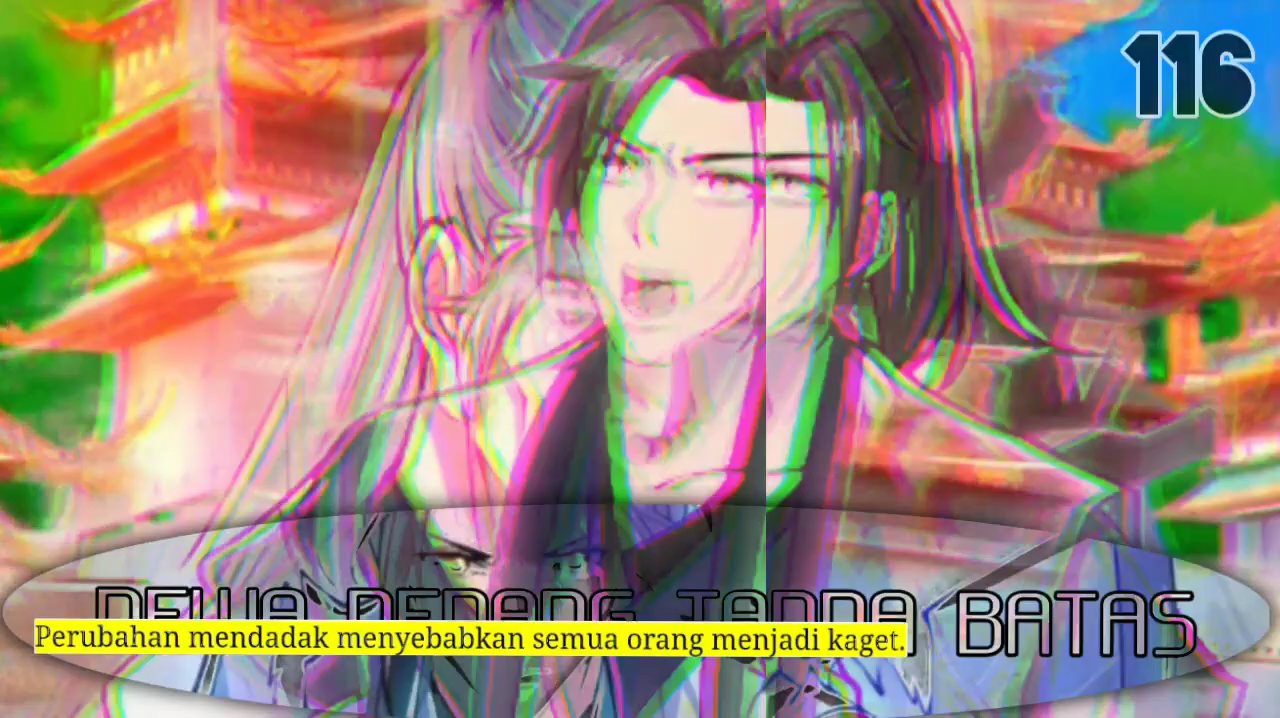 116
DEWA PEDANG TANPA BATAS
Perubahan mendadak menyebabkan semua orang menjadi kaget.